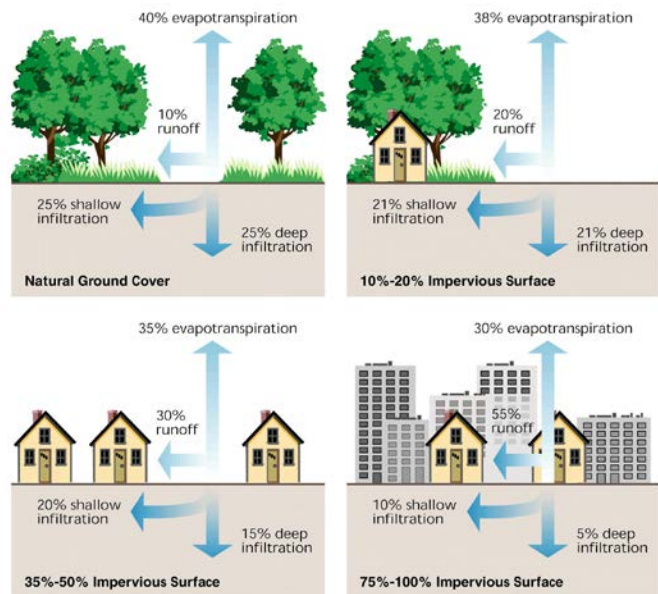 40% evapotranspiration
10%
runoff
25% shallow
infiltration
25% deep
infiltration
Natural Ground Cover
38% evapotranspiration
20%
runoff
21% shallow
infiltration
21% deep
infiltration
10%-20% Impervious Surface
35% evapotranspiration
30%
runoff
20% shallow
infiltration
15% deep
infiltration
35%-50% Impervious Surface
30% evapotranspiration
55%
runoff
10% shallow
infiltration
5% deep
infiltration
75%-100% Impervious Surface